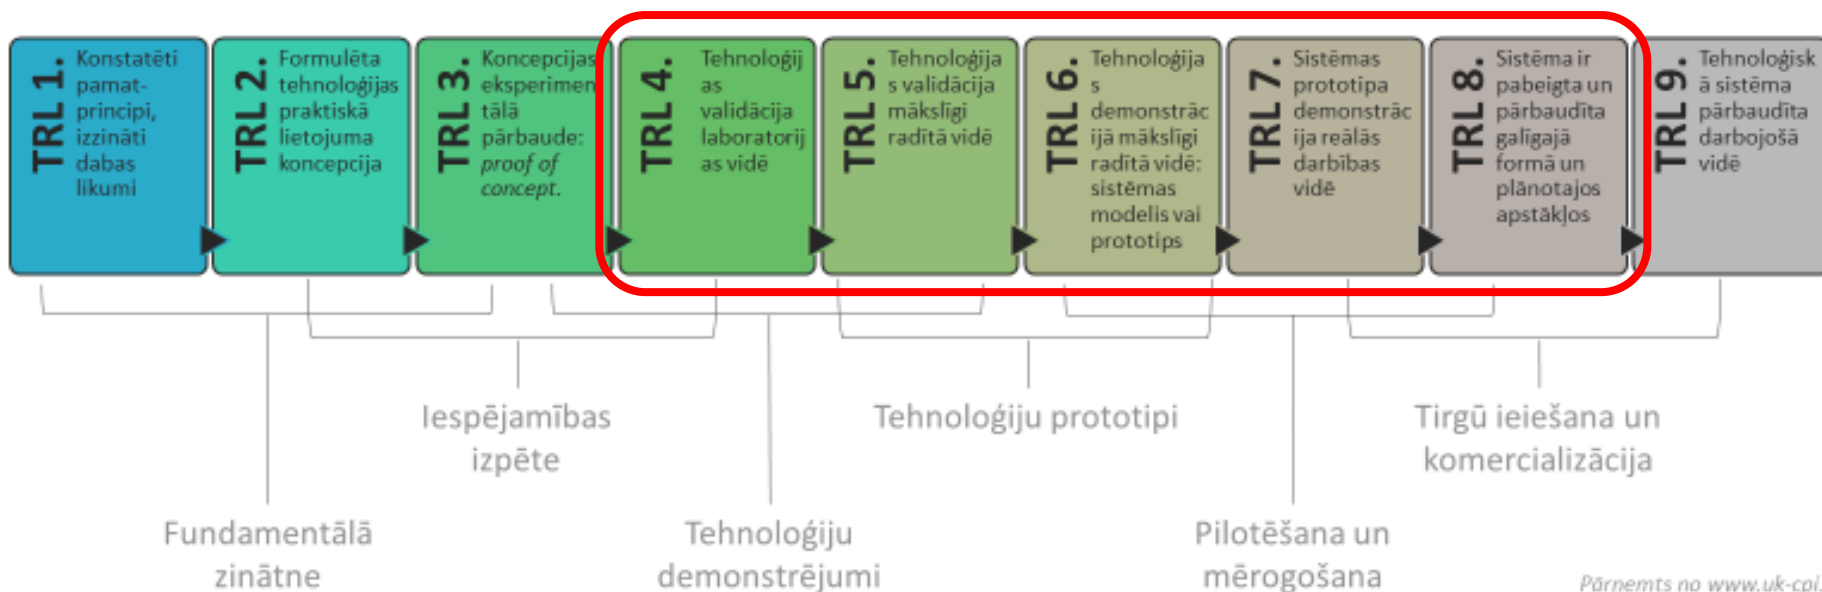 TRL 1.
Konstatēti
pamat-
principi,
izzināti
dabas
likumi
TRL 2.
Formulēta
tehnoloģijas
praktiskā
lietojuma
koncepcija
TRL 3.
Koncepcijas
eksperimen
tālā
pārbaude:
proof of
concept.
TRL 4.
Tehnoloģij
as
validācija
laboratorij
as vidē
TRL 5.
Tehnoloģija
s validācija
mākslīgi
radītā vidē
TRL 6.
Tehnoloģija
s
demonstrāc
ijā mākslīgi
radītā vidē:
sistēmas
modelis vai
prototips
TRL 7.
Sistēmas
prototipa
demonstrāc
ija reālās
darbības
vidē
TRL 8.
Sistēma ir
pabeigta un
pārbaudīta
galīgajā
formā un
plānotajos
apstākļos
TRL 9.
Tehnoloģisk
ā sistēma
pārbaudīta
darbojošā
vidē
Iespējamības
izpēte
Tehnoloģiju prototipi
Tirgū ieiešana un
komercializācija
Fundamentālā
zinātne
Tehnoloģiju
demonstrējumi
Pilotēšana un
mērogošana
Pārņemts no www.uk-cpi.